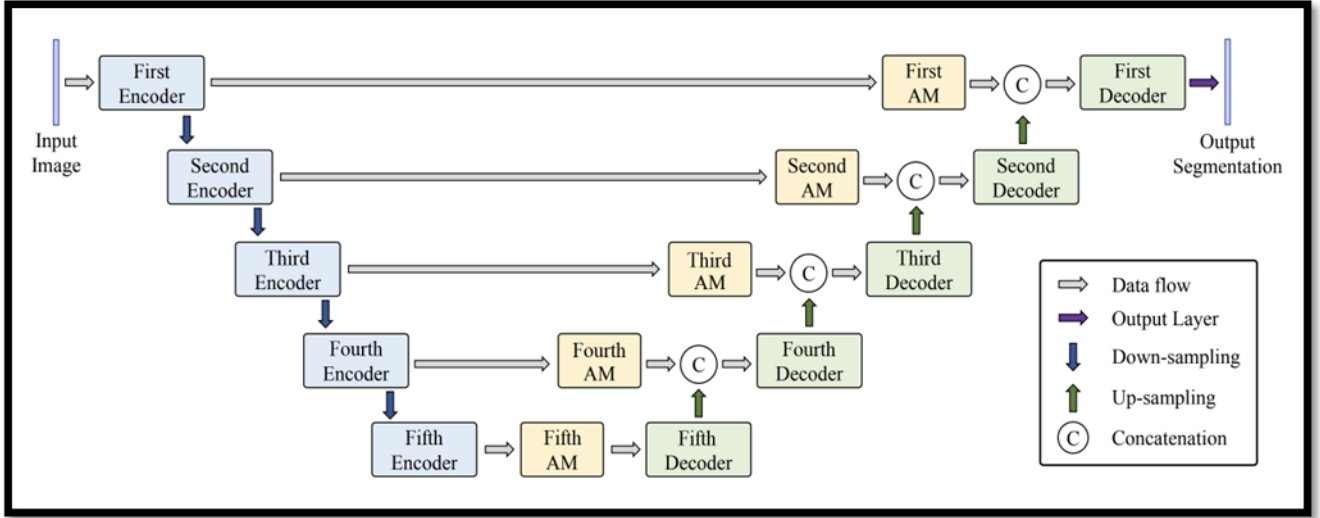 Input
Image
First
Encoder
First
AM
C
First
Decoder
Output
Segmentation
Second
Encoder
Second
AM
C
Second
Decoder
Third
Encoder
Third
AM
C
Third
Decoder
Fourth
Encoder
Fourth
AM
C
Fourth
Decoder
Fifth
Encoder
Fifth
AM
Fifth
Decoder
Data flow
Output Layer
Down-sampling
Up-sampling
C Concatenation